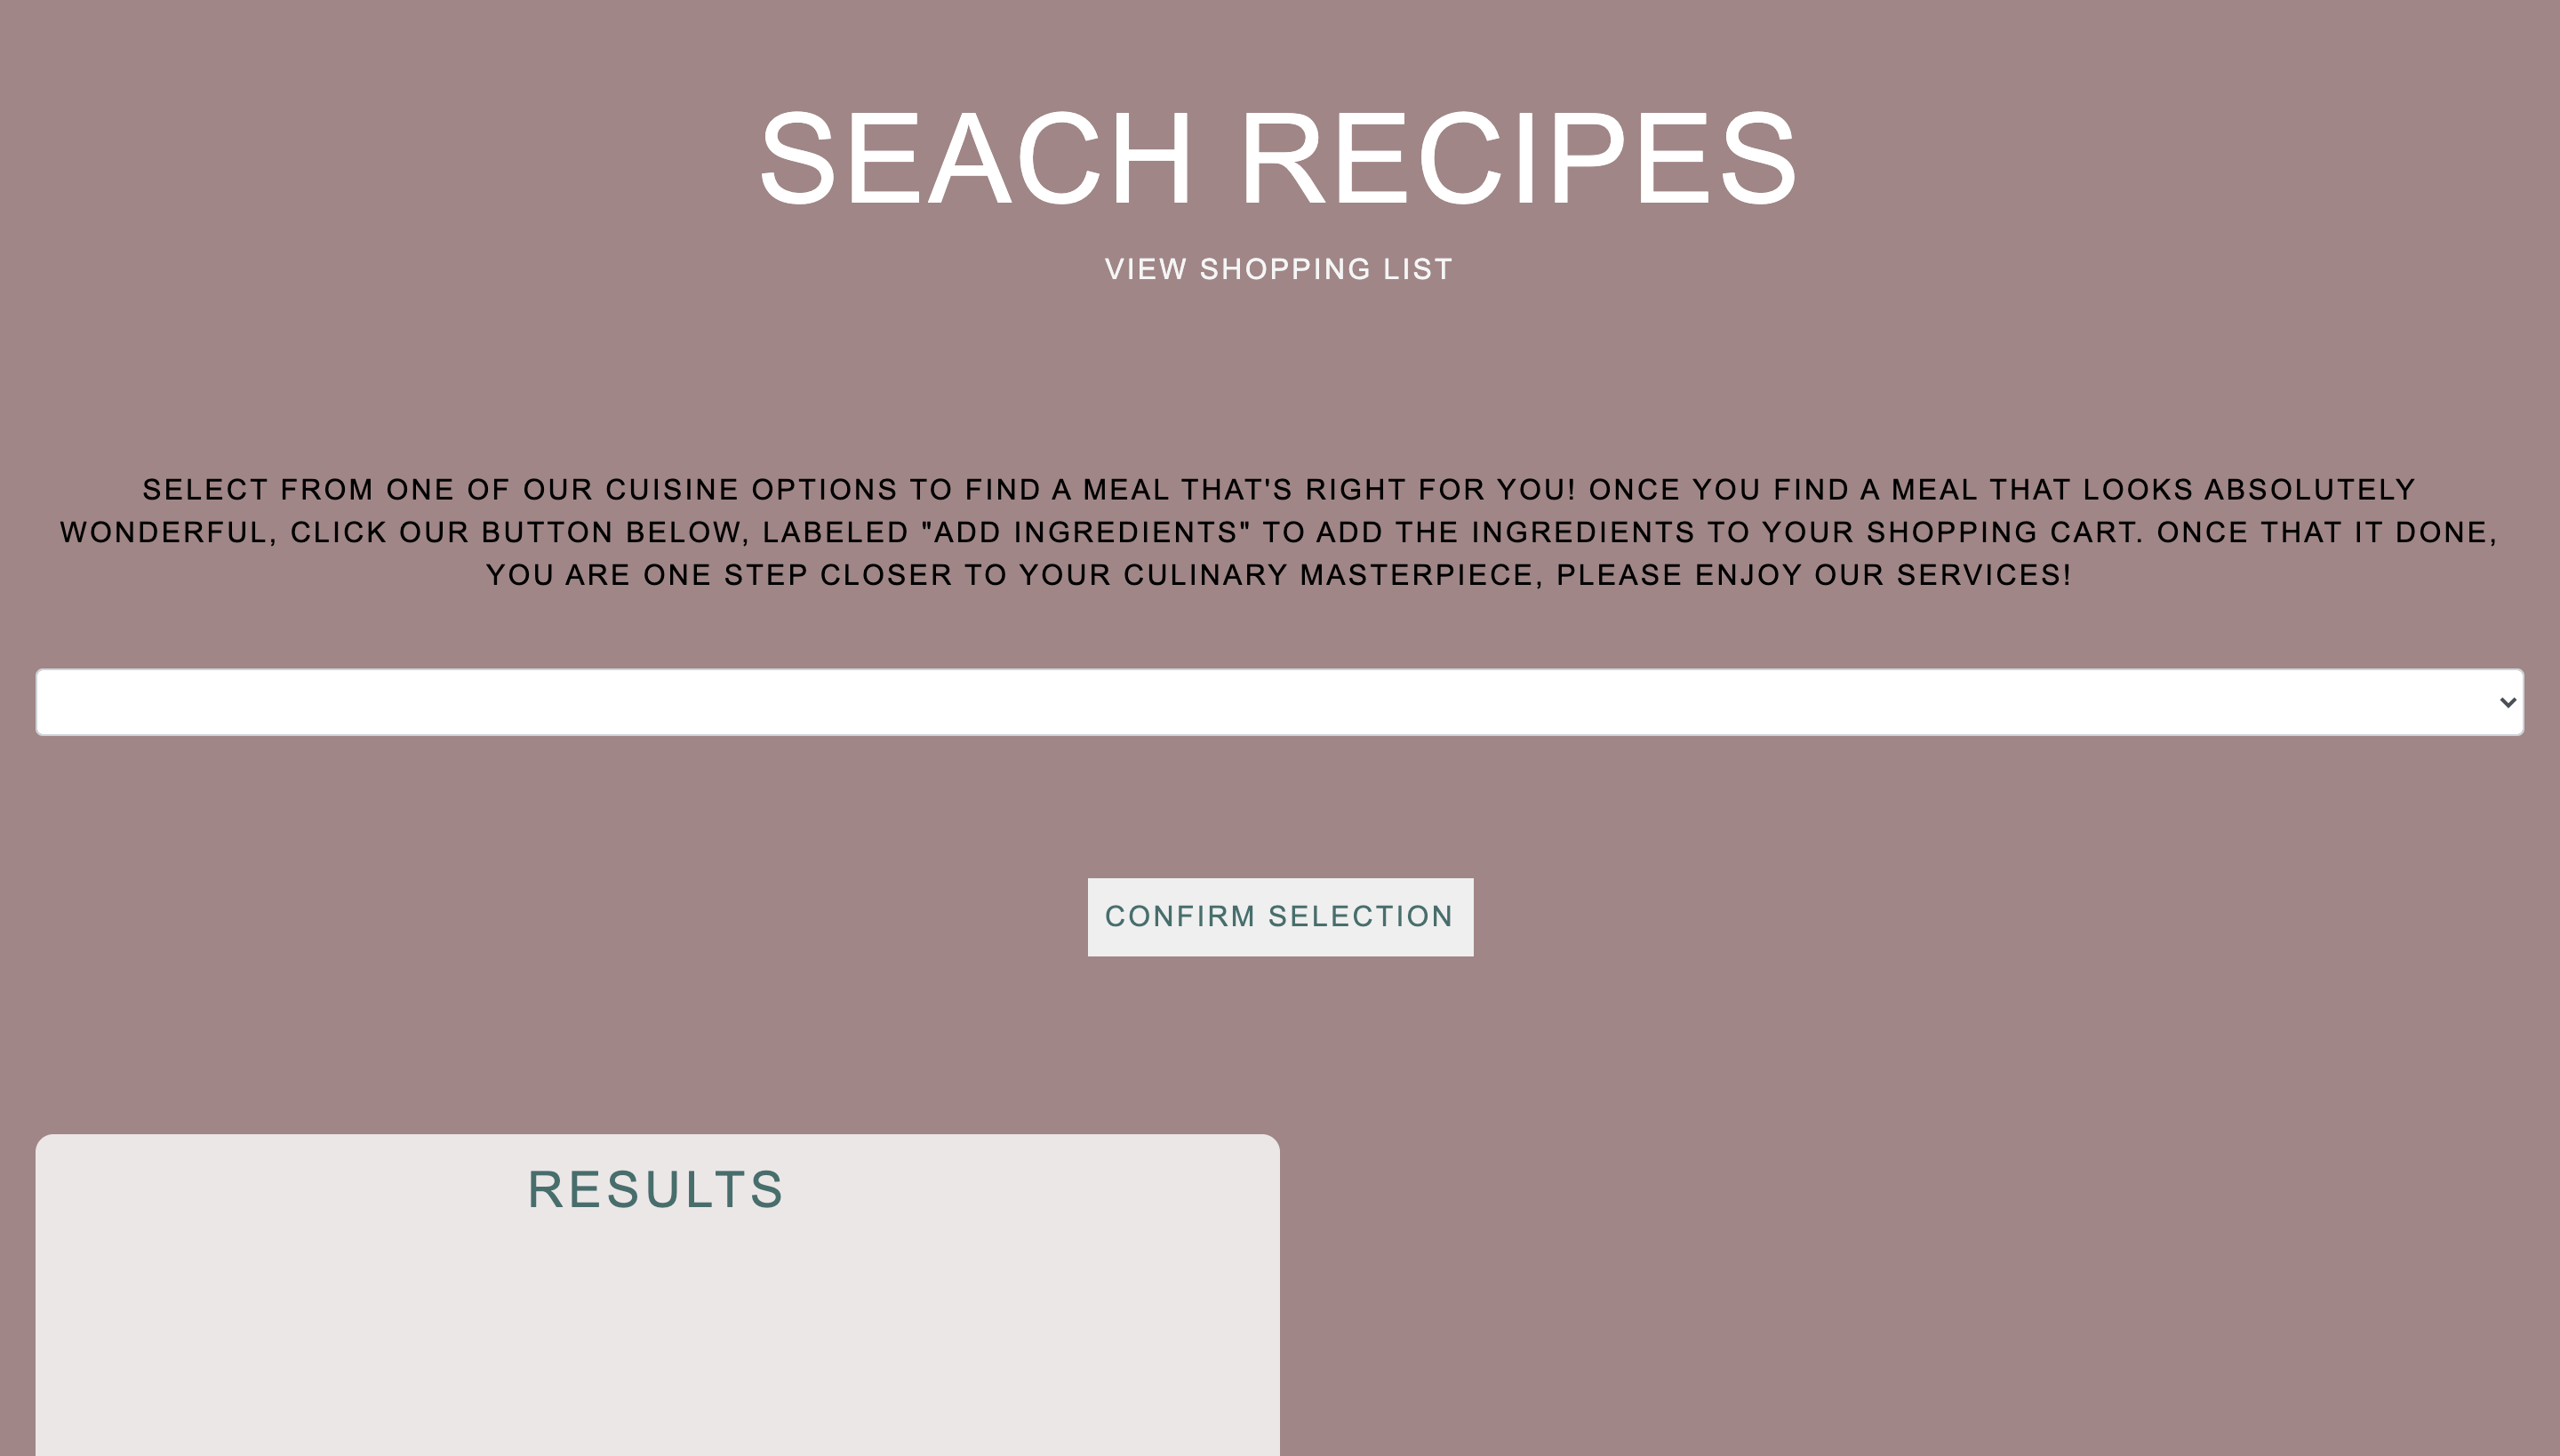 SEACH RECIPES
VIEW SHOPPING LIST
SELECT FROM ONE OF OUR CUISINE OPTIONS TO FIND A MEAL THAT'S RIGHT FOR YOU! ONCE YOU FIND A MEAL THAT LOOKS ABSOLUTELY
WONDERFUL, CLICK OUR BUTTON BELOW, LABELED "ADD INGREDIENTS" TO ADD THE INGREDIENTS TO YOUR SHOPPING CART. ONCE THAT IT DONE,
YOU ARE ONE STEP CLOSER TO YOUR CULINARY MASTERPIECE, PLEASE ENJOY OUR SERVICES!
CONFIRM SELECTION
RESULTS